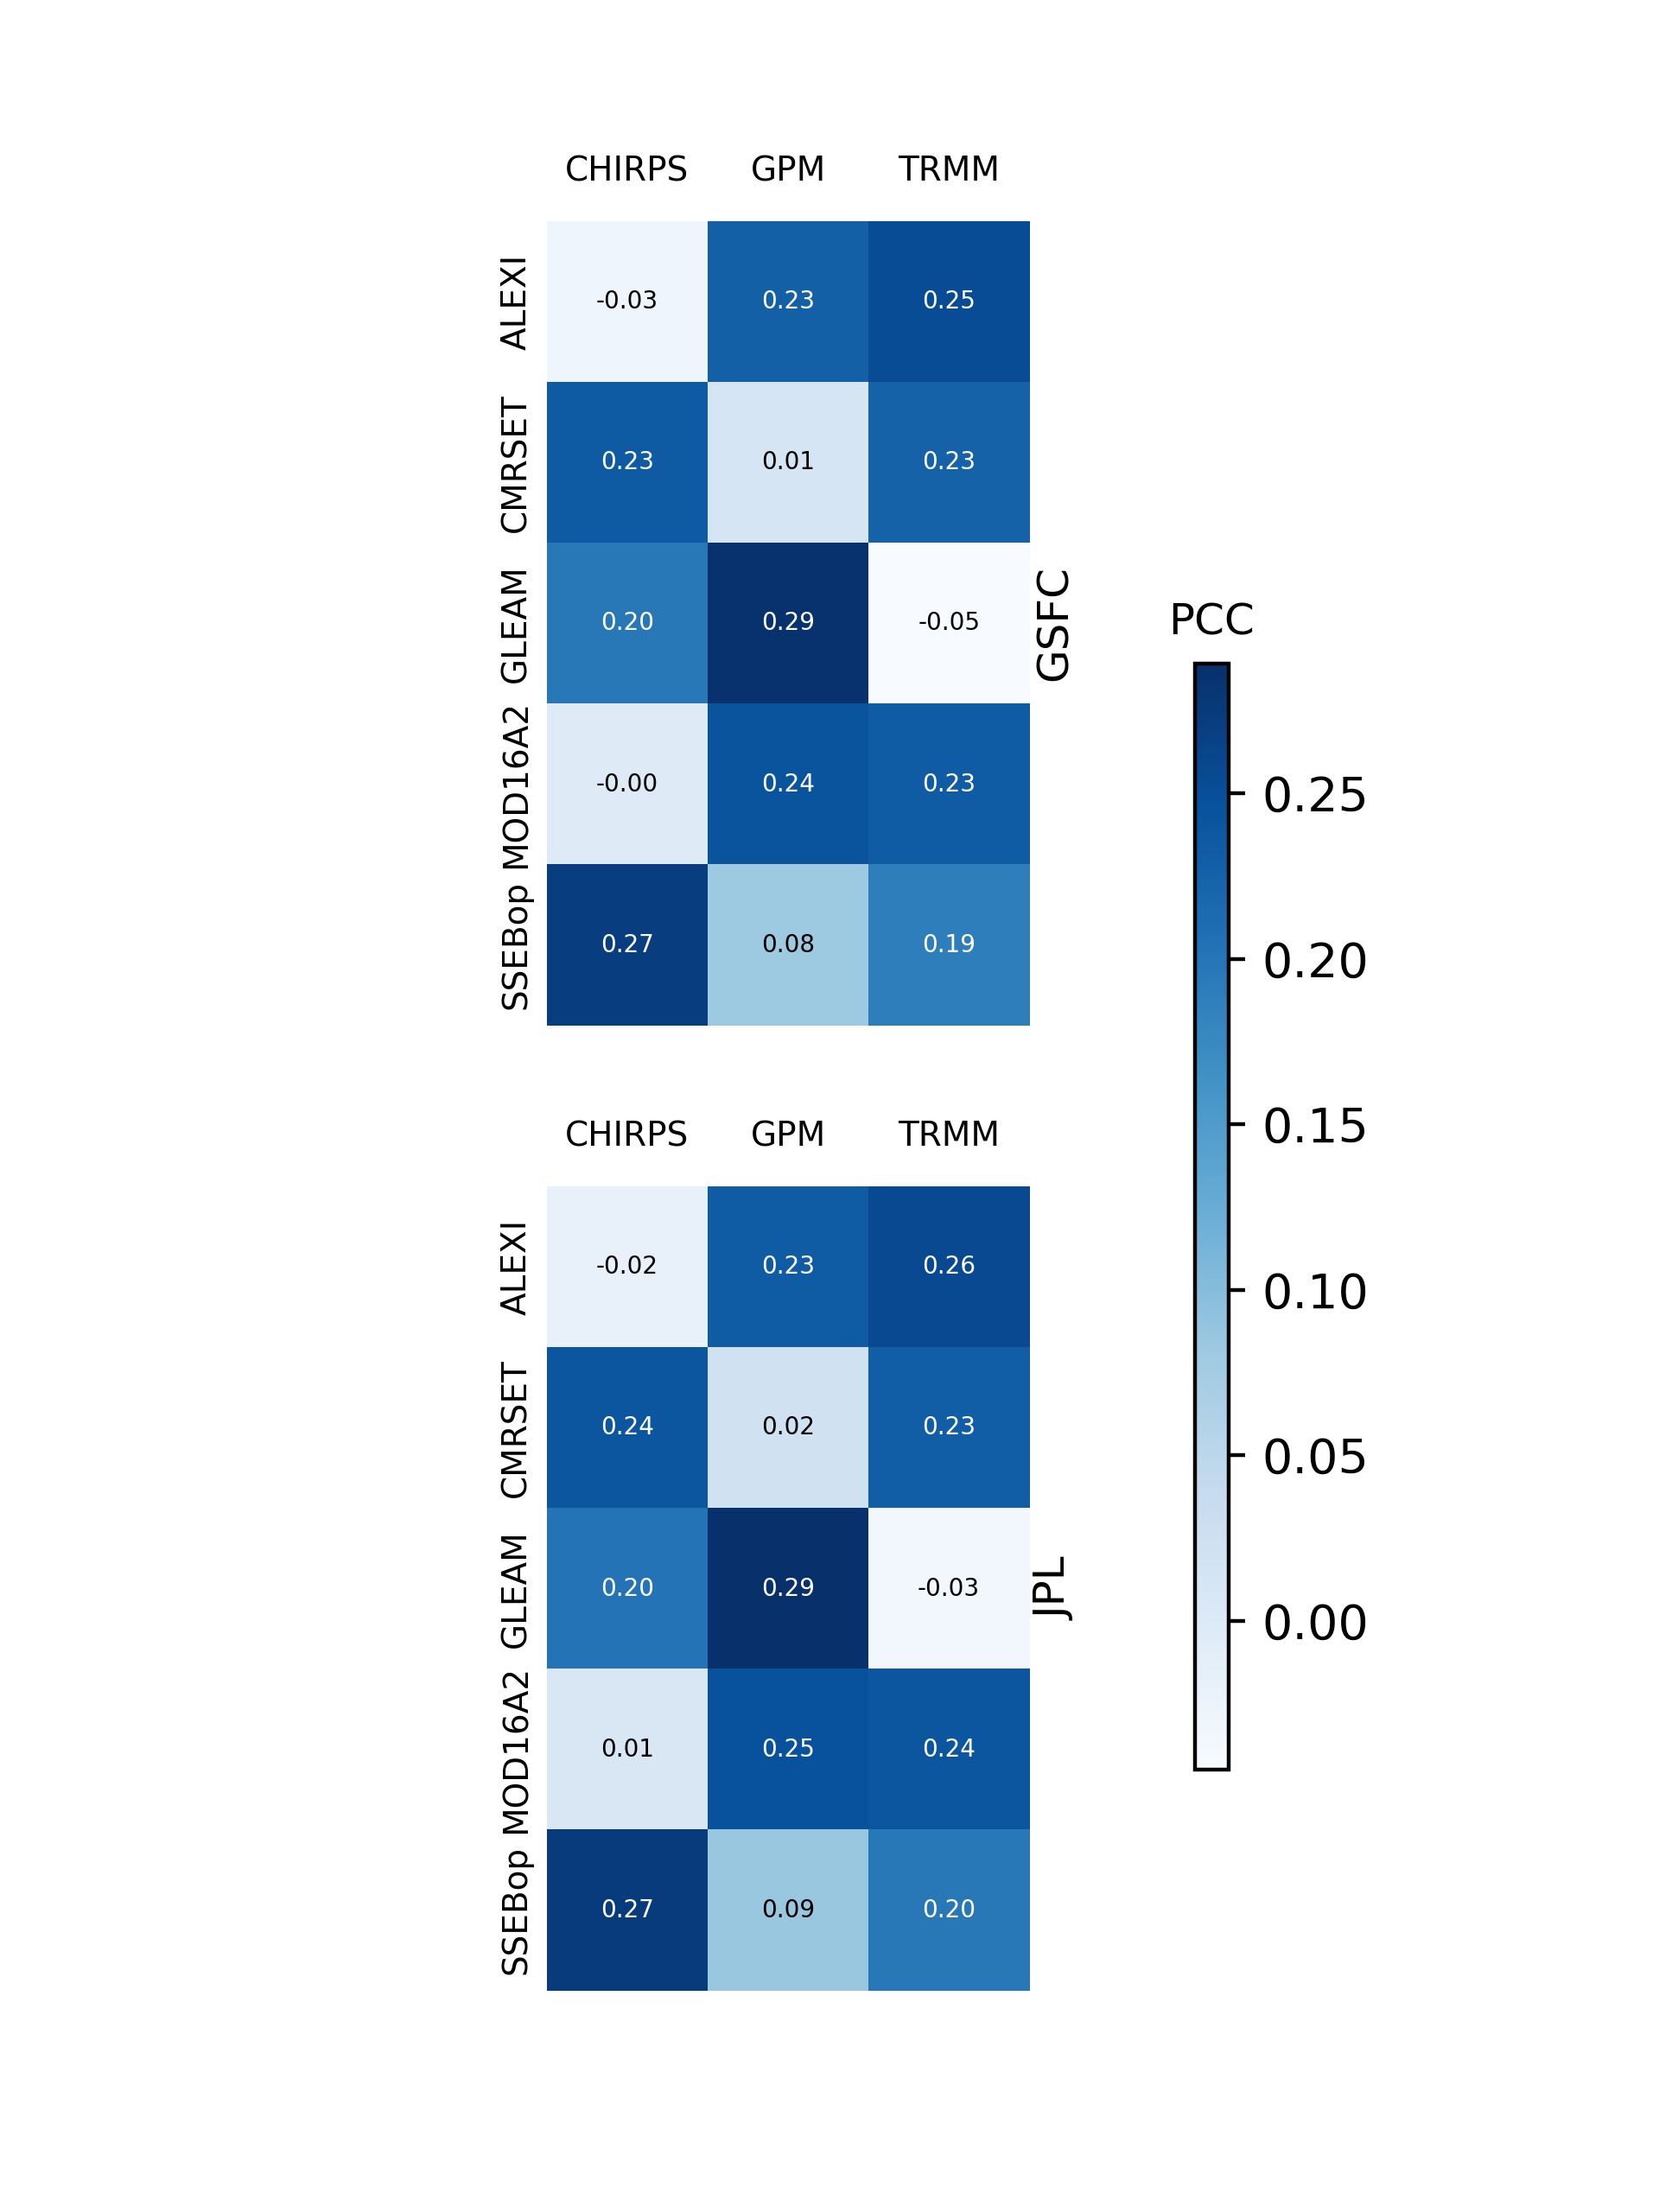 CHIRPS GPM TRMM
ALEXI -0.03 0.23 0.25
CMRSET 0.23 0.01 0.23
GLEAM 0.20 0.29 -0.05
MOD16A2 -0.00 0.24 0.23
SSEBop 0.27 0.08 0.19
GSFC
CHIRPS GPM TRMM
ALEXI -0.02 0.23 0.26
CMRSET 0.24 0.02 0.23
GLEAM 0.20 0.29 -0.03
MOD16A2 0.01 0.25 0.24
SSEBop 0.27 0.09 0.20
JPL
PCC
0.25
0.20
0.15
0.10
0.05
0.00